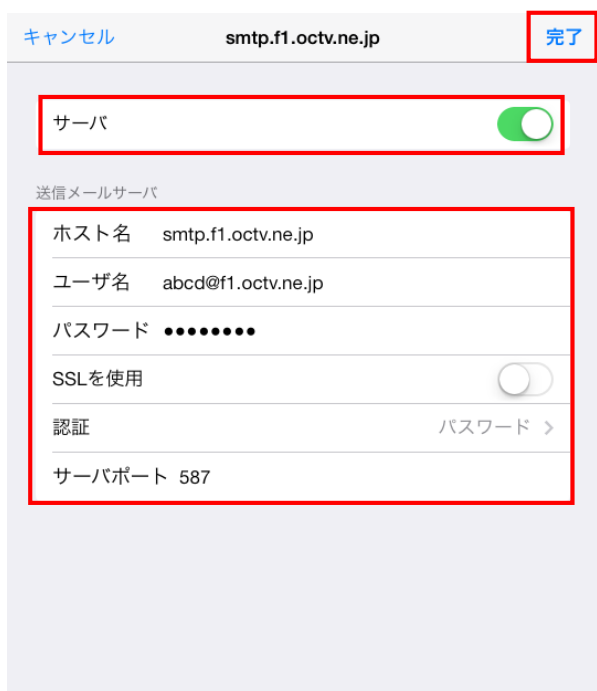 キャンセル smtp.f1.octv.ne.jp 完了
サーバ
送信メールサーバ
ホスト名 smtp.f1.octv.ne.jp
ユーザ名 abcd@f1.octv.ne.jp
パスワード ●●●●●●●●
SSLを使用
認証 パスワード >
サーバポート 587